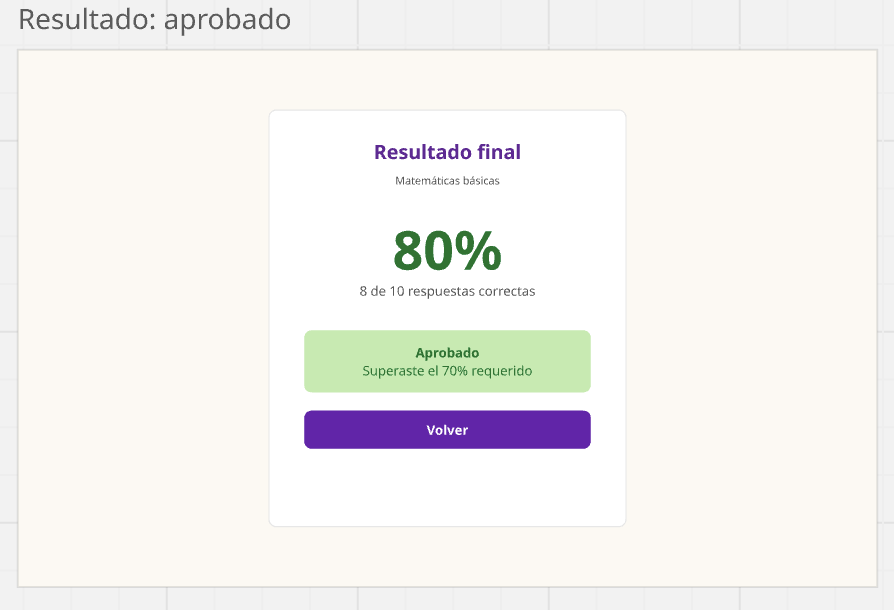 Resultado: aprobado
Resultado final
Matemáticas básicas
80%
8 de 10 respuestas correctas
Aprobado
Superaste el 70% requerido
Volver